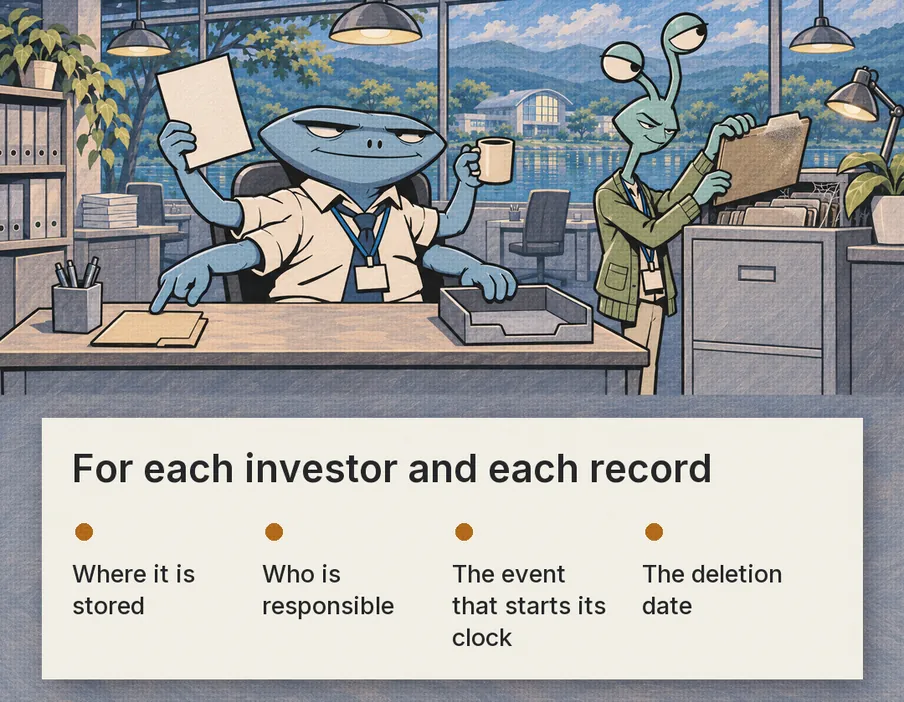 For each investor and each record
Where it is
stored
Who is
responsible
The event
that starts its
clock
The deletion
date